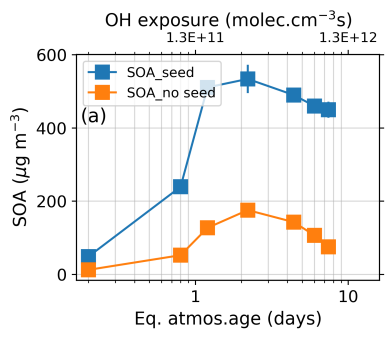 OH exposure (molec.cm⁻³s)
1.3E+11 1.3E+12
600
SOA_seed
SOA_no seed
(a)
400
200
0
SOA (μg m⁻³)
1 10
Eq. atmos.age (days)